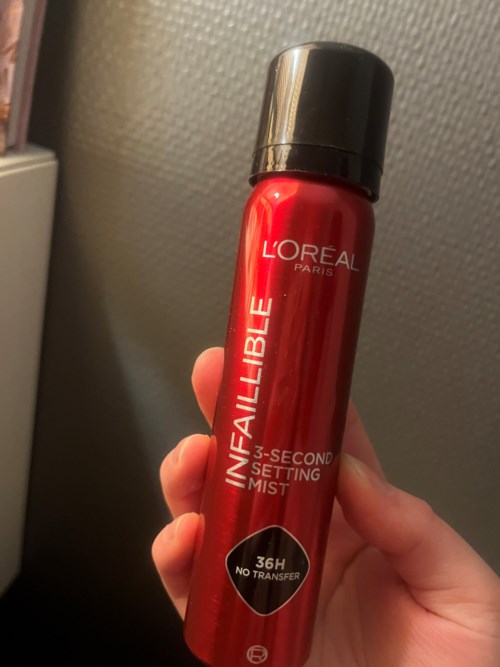 L'ORÉAL
PARIS
INFAILLIBLE
3-SECOND
SETTING
MIST
36H
NO TRANSFER